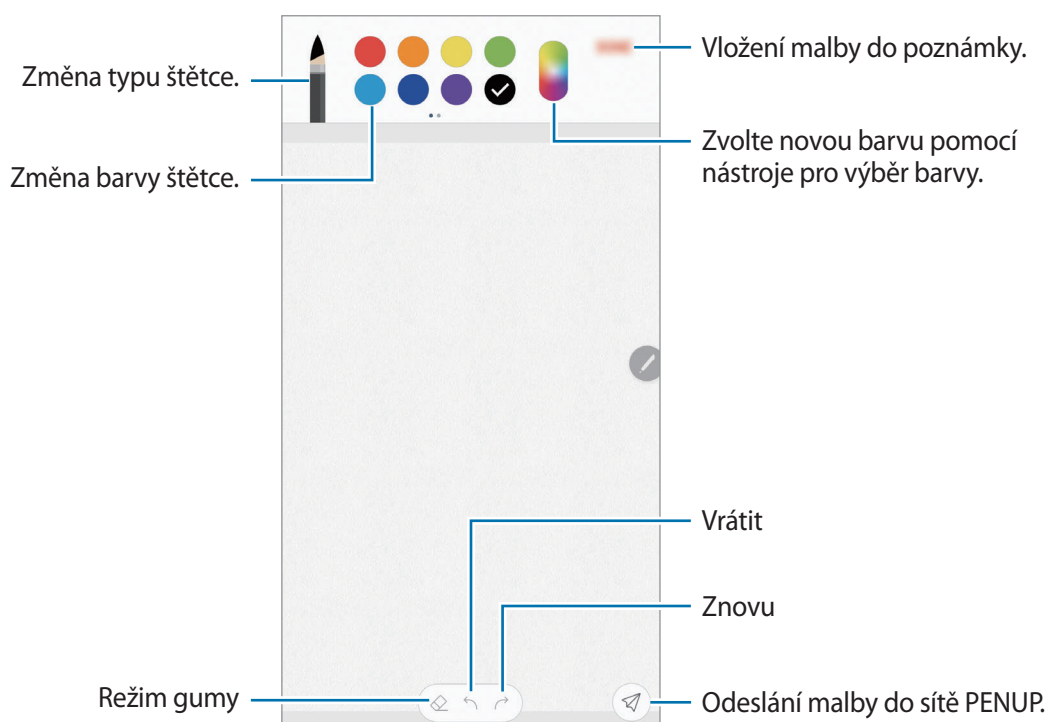 Změna typu štětce.
Změna barvy štětce.
Vložení malby do poznámky.
Zvolte novou barvu pomocí
nástroje pro výběr barvy.
Vrátit
Znovu
Režim gumy
Odeslání malby do sítě PENUP.